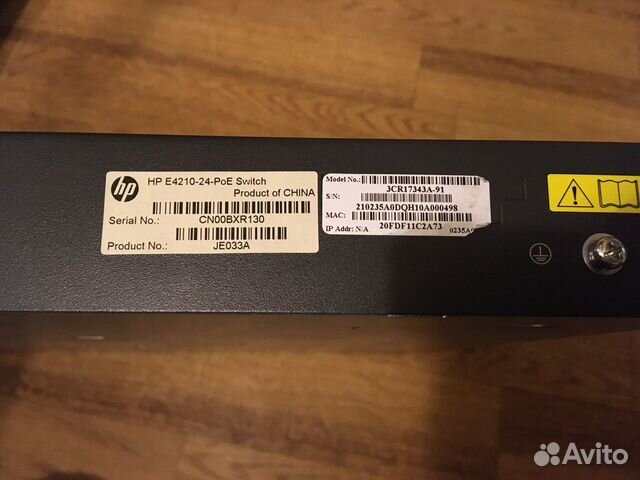 hp
HP E4210-24-PoE Switch
Product of CHINA
Serial No.:
CN00BXR130
Product No.:
JE033A
Model No.:
3CR17343A-91
S/N:
210235A0DQH10A000498
MAC:
20FDF11C2A73
IP Addr: N/A
Avito